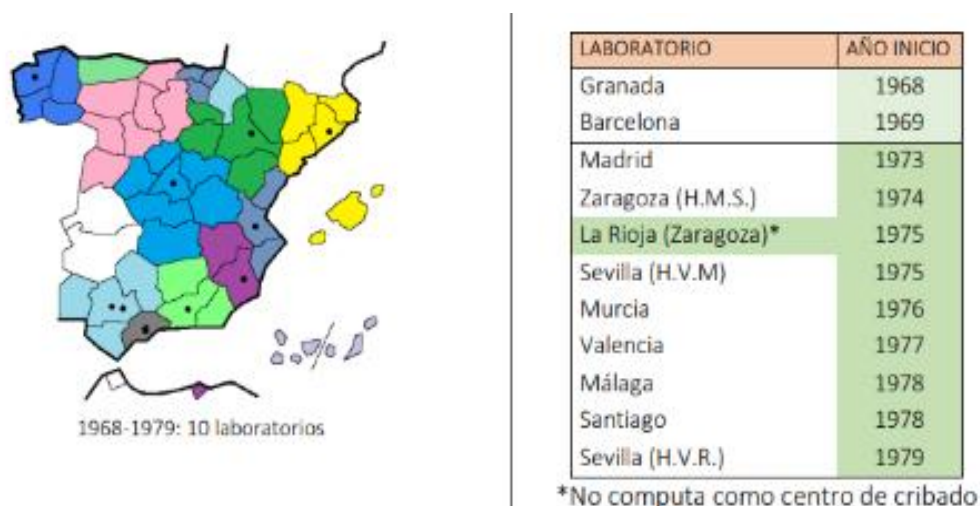 1968-1979: 10 laboratorios
LABORATORIO AÑO INICIO
Granada 1968
Barcelona 1969
Madrid 1973
Zaragoza (H.M.S.) 1974
La Rioja (Zaragoza)* 1975
Sevilla (H.V.M) 1975
Murcia 1976
Valencia 1977
Málaga 1978
Santiago 1978
Sevilla (H.V.R.) 1979
*No computa como centro de cribado